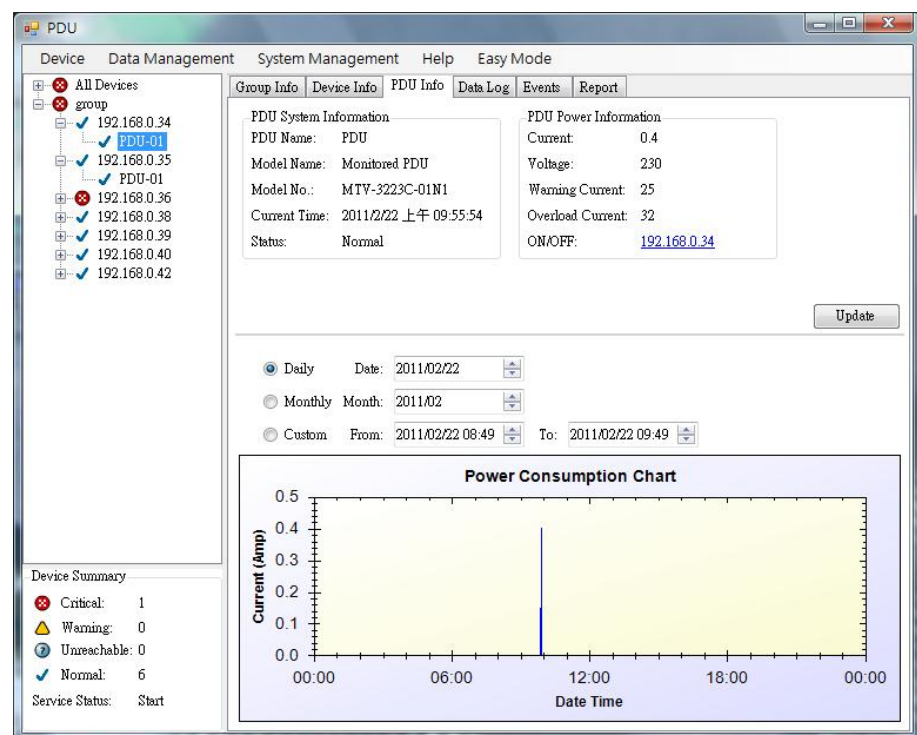 PDU
Device Data Management System Management Help Easy Mode
All Devices
group
192.168.0.34
PDU-01
192.168.0.35
PDU-01
192.168.0.36
192.168.0.38
192.168.0.39
192.168.0.40
192.168.0.42
Group Info Device Info PDU Info Data Log Events Report
PDU System Information
PDU Name: PDU
Model Name: Monitored PDU
Model No.: MTV-3223C-01N1
Current Time: 2011/2/22 上午 09:55:54
Status: Normal
PDU Power Information
Current: 0.4
Voltage: 230
Warning Current: 25
Overload Current: 32
ON/OFF: 192.168.0.34
Update
Daily Date: 2011/02/22
Monthly Month: 2011/02
Custom From: 2011/02/22 08:49 To: 2011/02/22 09:49
Power Consumption Chart
Current (Amp)
0.5
0.4
0.3
0.2
0.1
0.0
00:00 06:00 12:00 18:00 00:00
Date Time
Device Summary
Critical: 1
Warning: 0
Unreachable: 0
Normal: 6
Service Status: Start